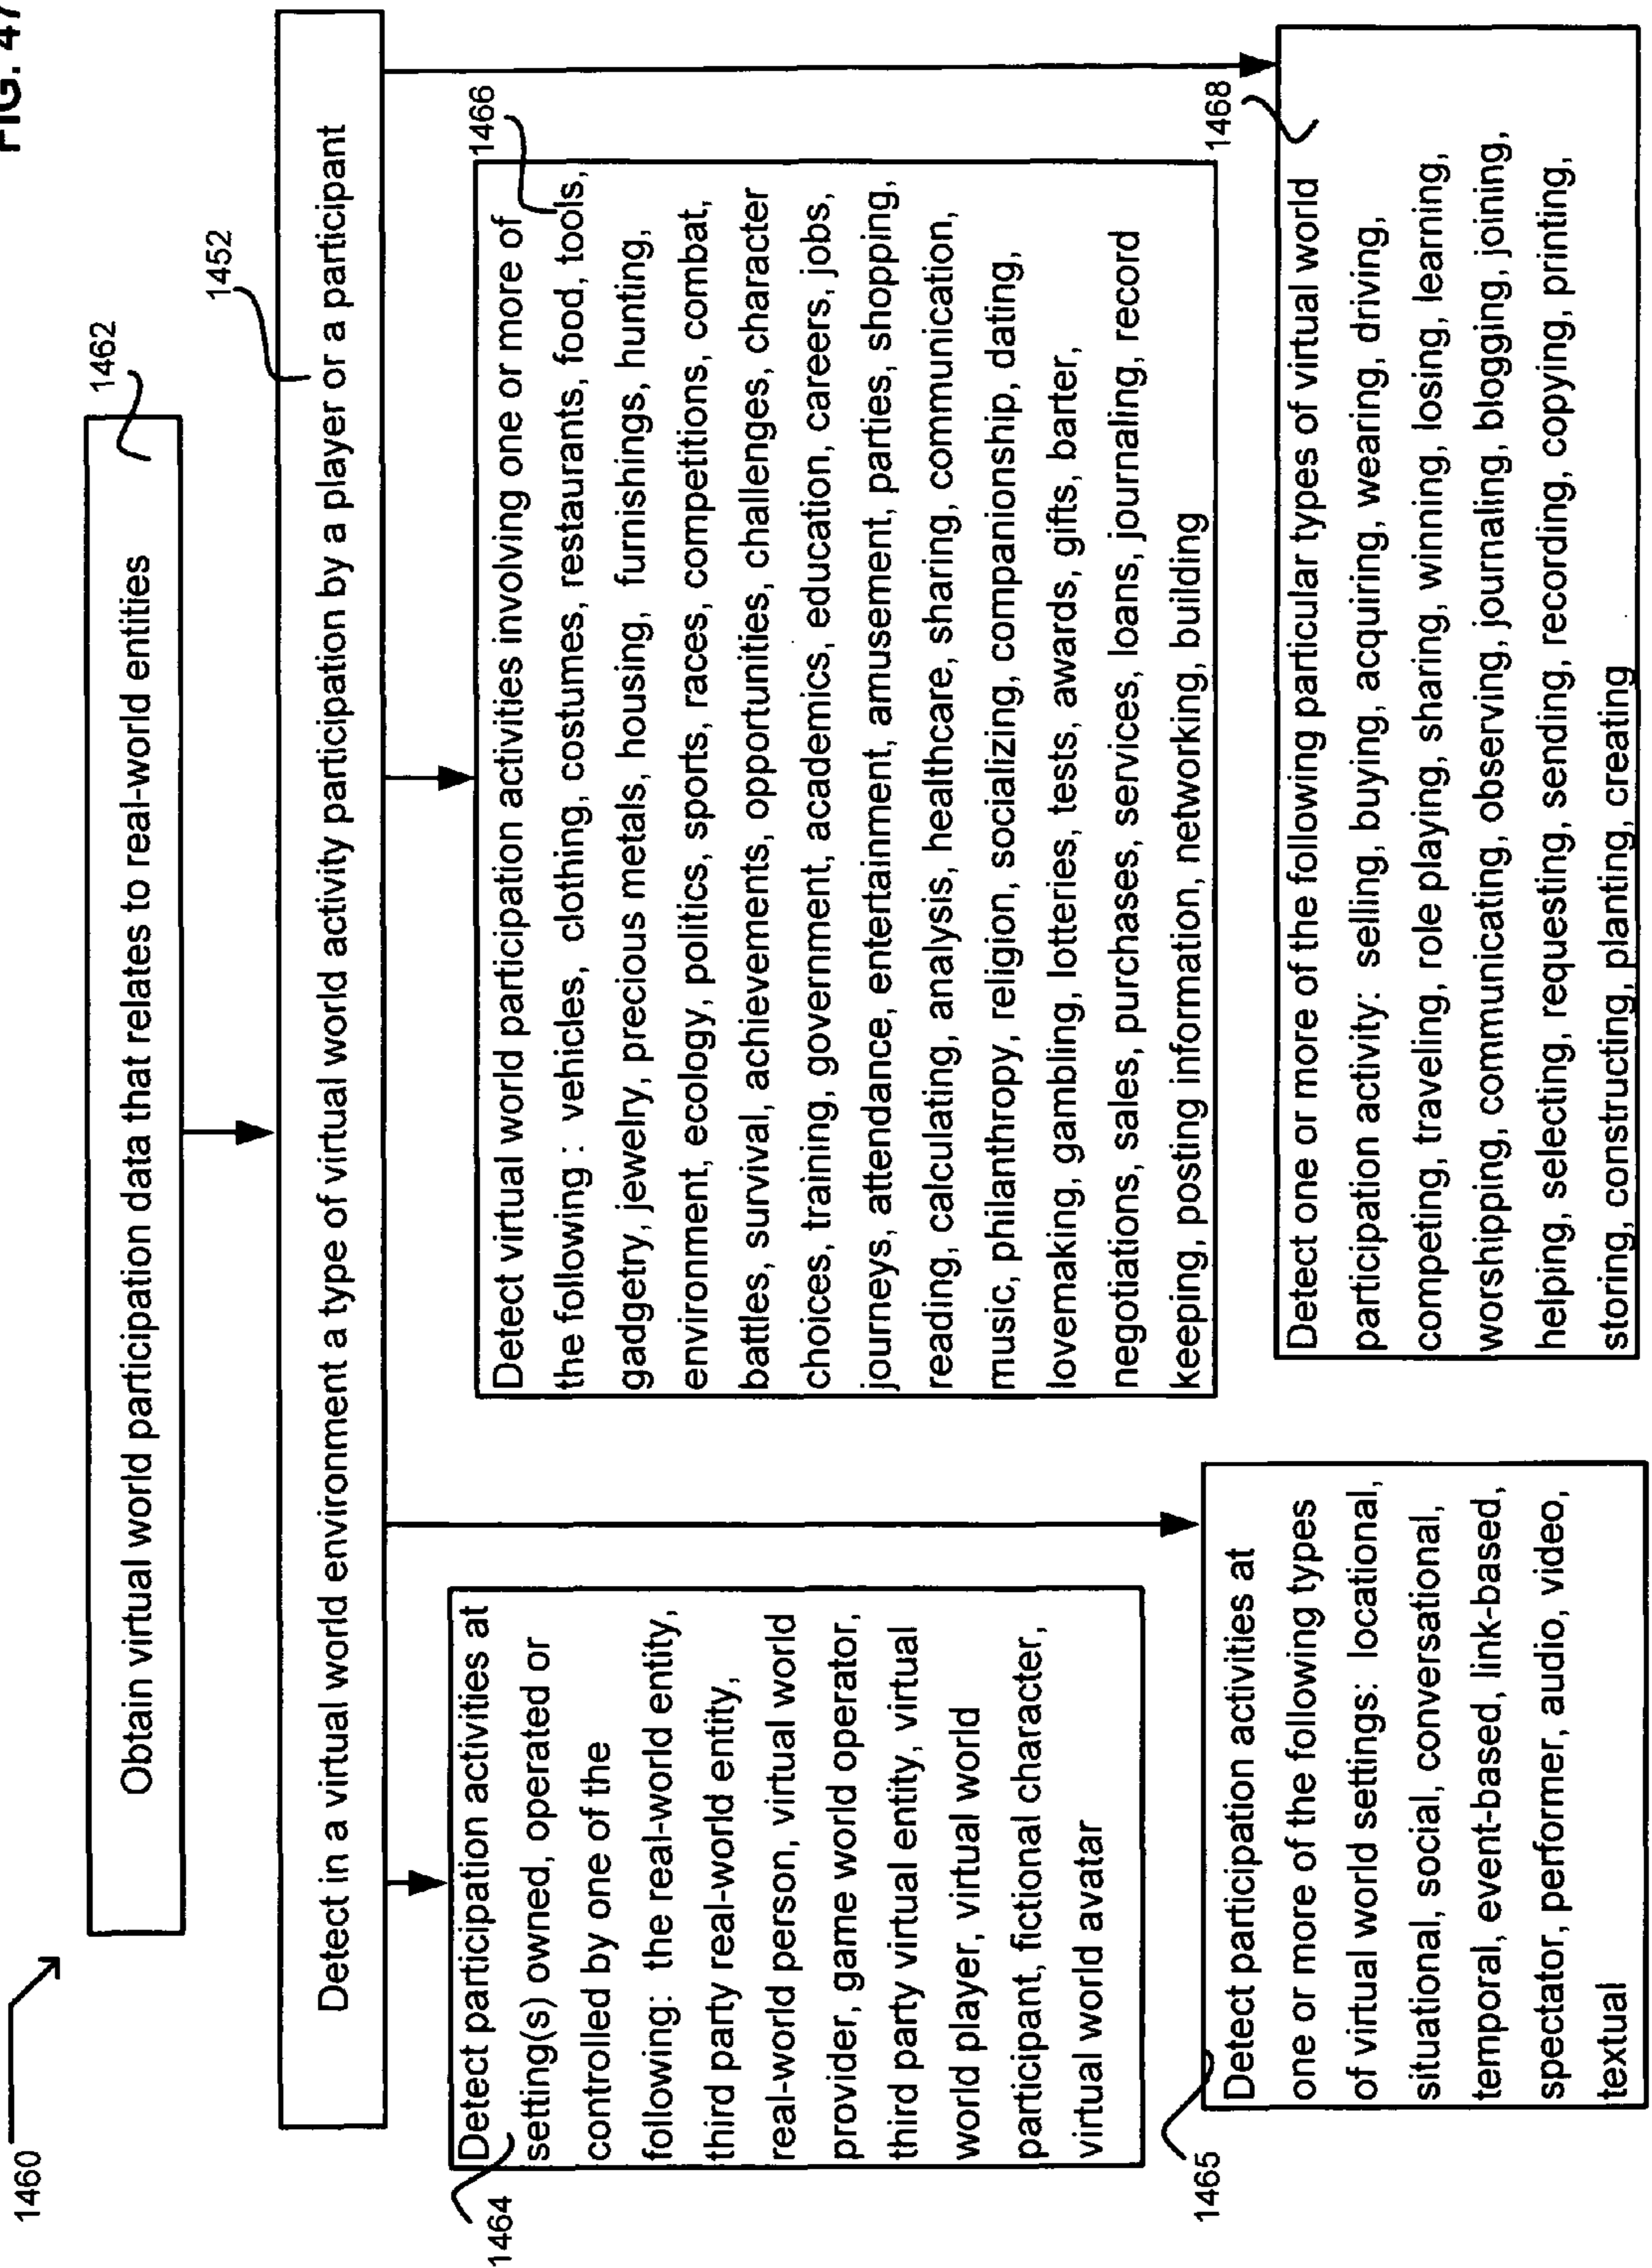 FIG. 47
1460
1462
Obtain virtual world participation data that relates to real-world entities
1452
Detect in a virtual world environment a type of virtual world activity participation by a player or a participant
1464
Detect participation activities at
setting(s) owned, operated or
controlled by one of the
following: the real-world entity,
third party real-world entity,
real-world person, virtual world
provider, game world operator,
third party virtual entity, virtual
world player, virtual world
participant, fictional character,
virtual world avatar
1466
Detect virtual world participation activities involving one or more of
the following : vehicles, clothing, costumes, restaurants, food, tools,
gadgetry, jewelry, precious metals, housing, furnishings, hunting,
environment, ecology, politics, sports, races, competitions, combat,
battles, survival, achievements, opportunities, challenges, character
choices, training, government, academics, education, careers, jobs,
journeys, attendance, entertainment, amusement, parties, shopping,
reading, calculating, analysis, healthcare, sharing, communication,
music, philanthropy, religion, socializing, companionship, dating,
lovemaking, gambling, lotteries, tests, awards, gifts, barter,
negotiations, sales, purchases, services, loans, journaling, record
keeping, posting information, networking, building
1465
Detect participation activities at
one or more of the following types
of virtual world settings: locational,
situational, social, conversational,
temporal, event-based, link-based,
spectator, performer, audio, video,
textual
1468
Detect one or more of the following particular types of virtual world
participation activity: selling, buying, acquiring, wearing, driving,
competing, traveling, role playing, sharing, winning, losing, learning,
worshipping, communicating, observing, journaling, blogging, joining,
helping, selecting, requesting, sending, recording, copying, printing,
storing, constructing, planting, creating